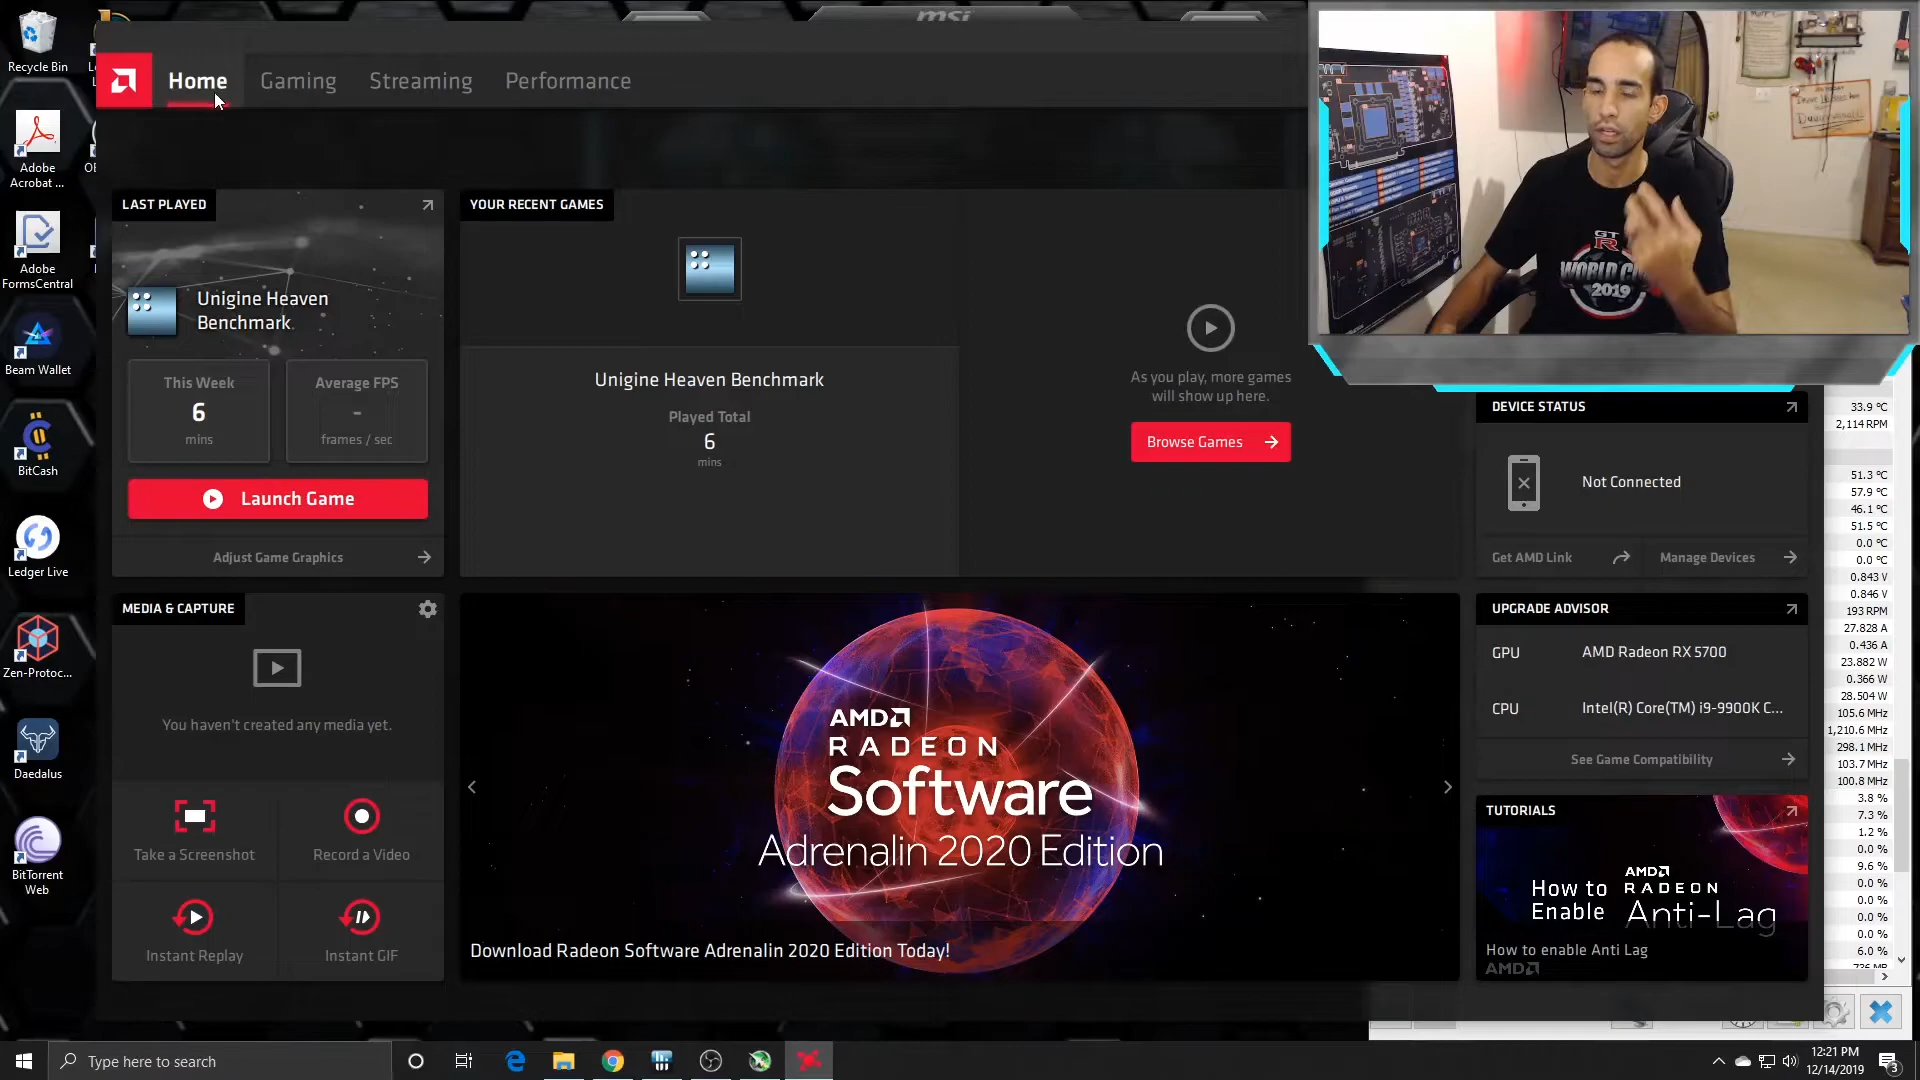 msi
Recycle Bin
Adobe
Acrobat ...
Adobe
FormsCentral
Beam Wallet
BitCash
Ledger Live
Zen-Protoc...
Daedalus
BitTorrent
Web
Home
Gaming
Streaming
Performance
LAST PLAYED
Unigine Heaven
Benchmark
This Week
6
mins
Average FPS
-
frames / sec
Launch Game
Adjust Game Graphics
YOUR RECENT GAMES
Unigine Heaven Benchmark
Played Total
6
mins
As you play, more games
will show up here.
Browse Games
GT
R
WORLD
2019
DEVICE STATUS
Not Connected
Get AMD Link
Manage Devices
MEDIA & CAPTURE
You haven't created any media yet.
Take a Screenshot
Record a Video
Instant Replay
Instant GIF
AMD
RADEON
Software
Adrenalin 2020 Edition
Download Radeon Software Adrenalin 2020 Edition Today!
UPGRADE ADVISOR
GPU AMD Radeon RX 5700
CPU Intel(R) Core(TM) i9-9900K C...
See Game Compatibility
TUTORIALS
How to
Enable
AMD
RADEON
Anti-Lag
How to enable Anti Lag
AMD
33.9 °C
2,114 RPM
51.3 °C
57.9 °C
46.1 °C
51.5 °C
0.0 °C
0.0 °C
0.843 V
0.846 V
193 RPM
27.828 A
0.436 A
23.882 W
0.366 W
28.504 W
105.6 MHz
1,210.6 MHz
298.1 MHz
103.7 MHz
100.8 MHz
3.8 %
7.3 %
1.2 %
0.0 %
9.6 %
0.0 %
0.0 %
0.0 %
0.0 %
6.0 %
Type here to search
12:21 PM
12/14/2019
3